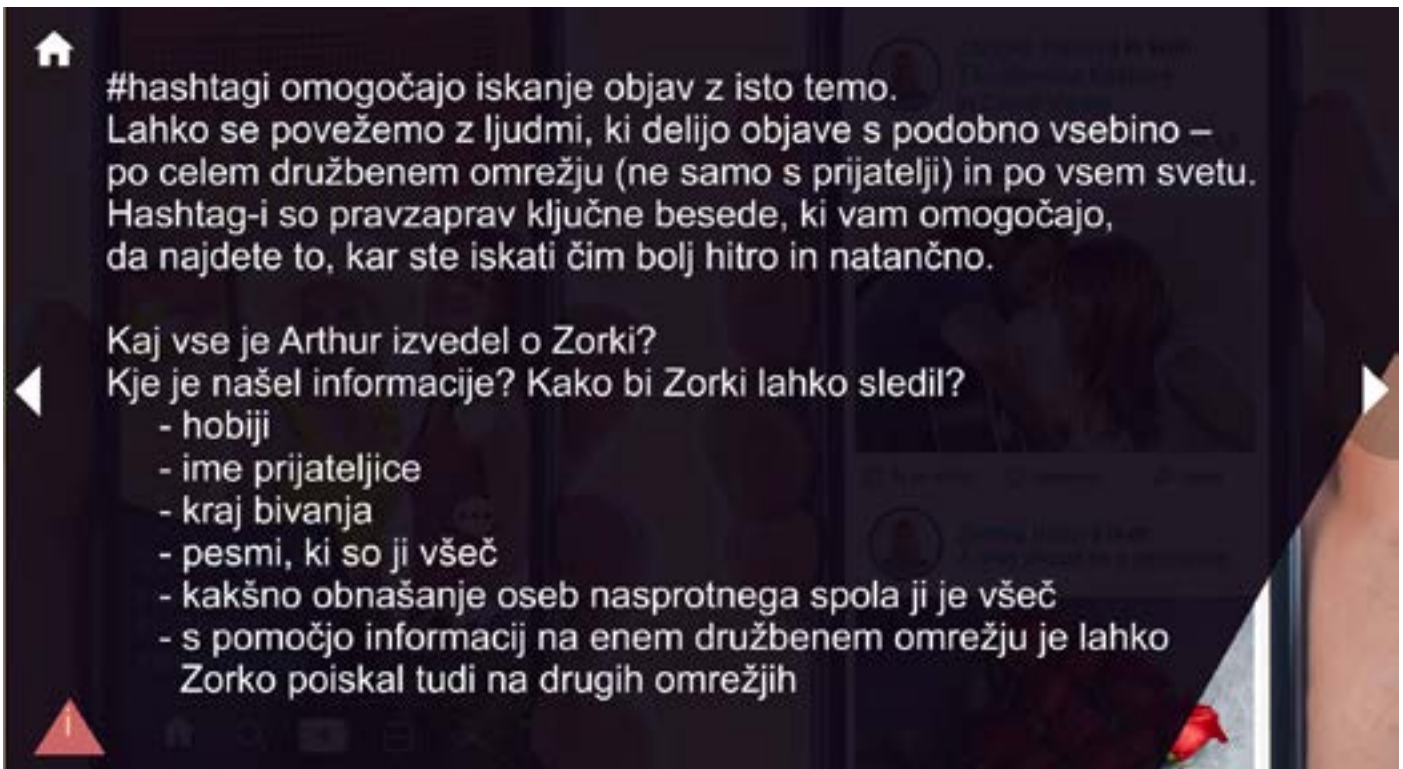 #hashtagi omogočajo iskanje objav z isto temo.
Lahko se povežemo z ljudmi, ki delijo objave s podobno vsebino –
po celem družbenem omrežju (ne samo s prijatelji) in po vsem svetu.
Hashtag-i so pravzaprav ključne besede, ki vam omogočajo,
da najdete to, kar ste iskati čim bolj hitro in natančno.
Kaj vse je Arthur izvedel o Zorki?
Kje je našel informacije? Kako bi Zorki lahko sledil?
- hobiji
- ime prijateljice
- kraj bivanja
- pesmi, ki so ji všeč
- kakšno obnašanje oseb nasprotnega spola ji je všeč
- s pomočjo informacij na enem družbenem omrežju je lahko
Zorko poiskal tudi na drugih omrežjih